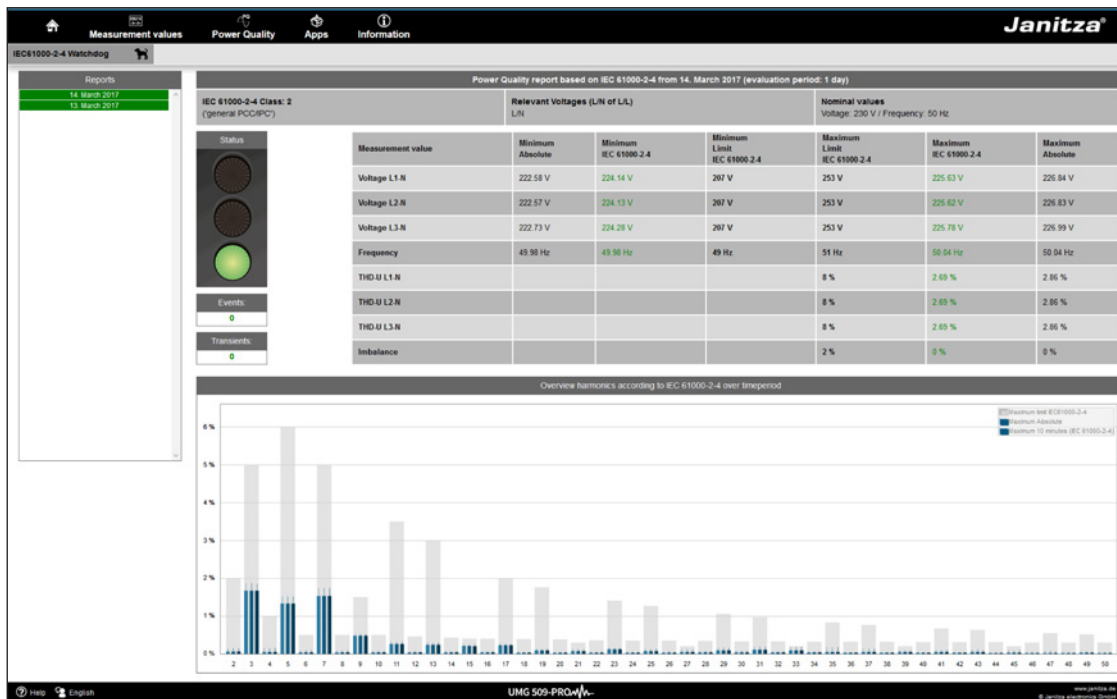 Measurement values
Power Quality
Apps
Information
Janitza®
IEC61000-2-4 Watchdog
Reports
14. March 2017
13. March 2017
Power Quality report based on IEC 61000-2-4 from 14. March 2017 (evaluation period: 1 day)
IEC 61000-2-4 Class: 2
('general PCC/IPC')
Relevant Voltages (L/N of L/L)
L/N
Nominal values
Voltage: 230 V / Frequency: 50 Hz
Status
Events:
0
Transients:
0
Measurement value Minimum Absolute Minimum IEC 61000-2-4 Minimum Limit IEC 61000-2-4 Maximum Limit IEC 61000-2-4 Maximum IEC 61000-2-4 Maximum Absolute
Voltage L1-N 222.58 V 224.14 V 207 V 253 V 225.63 V 226.84 V
Voltage L2-N 222.57 V 224.13 V 207 V 253 V 225.62 V 226.83 V
Voltage L3-N 222.73 V 224.28 V 207 V 253 V 225.78 V 226.99 V
Frequency 49.98 Hz 49.98 Hz 49 Hz 51 Hz 50.04 Hz 50.04 Hz
THD-U L1-N 8 % 2.69 % 2.86 %
THD-U L2-N 8 % 2.69 % 2.86 %
THD-U L3-N 8 % 2.69 % 2.86 %
Imbalance 2 % 0 % 0 %
Overview harmonics according to IEC 61000-2-4 over timeperiod
Maximum limit IEC61000-2-4
Maximum Absolute
Maximum 10 minutes (IEC 61000-2-4)
6 %
5 %
4 %
3 %
2 %
1 %
0 %
2 3 4 5 6 7 8 9 10 11 12 13 14 15 16 17 18 19 20 21 22 23 24 25 26 27 28 29 30 31 32 33 34 35 36 37 38 39 40 41 42 43 44 45 46 47 48 49 50
Help
English
UMG 509-PRO
www.janitza.de
© Janitza electronics GmbH